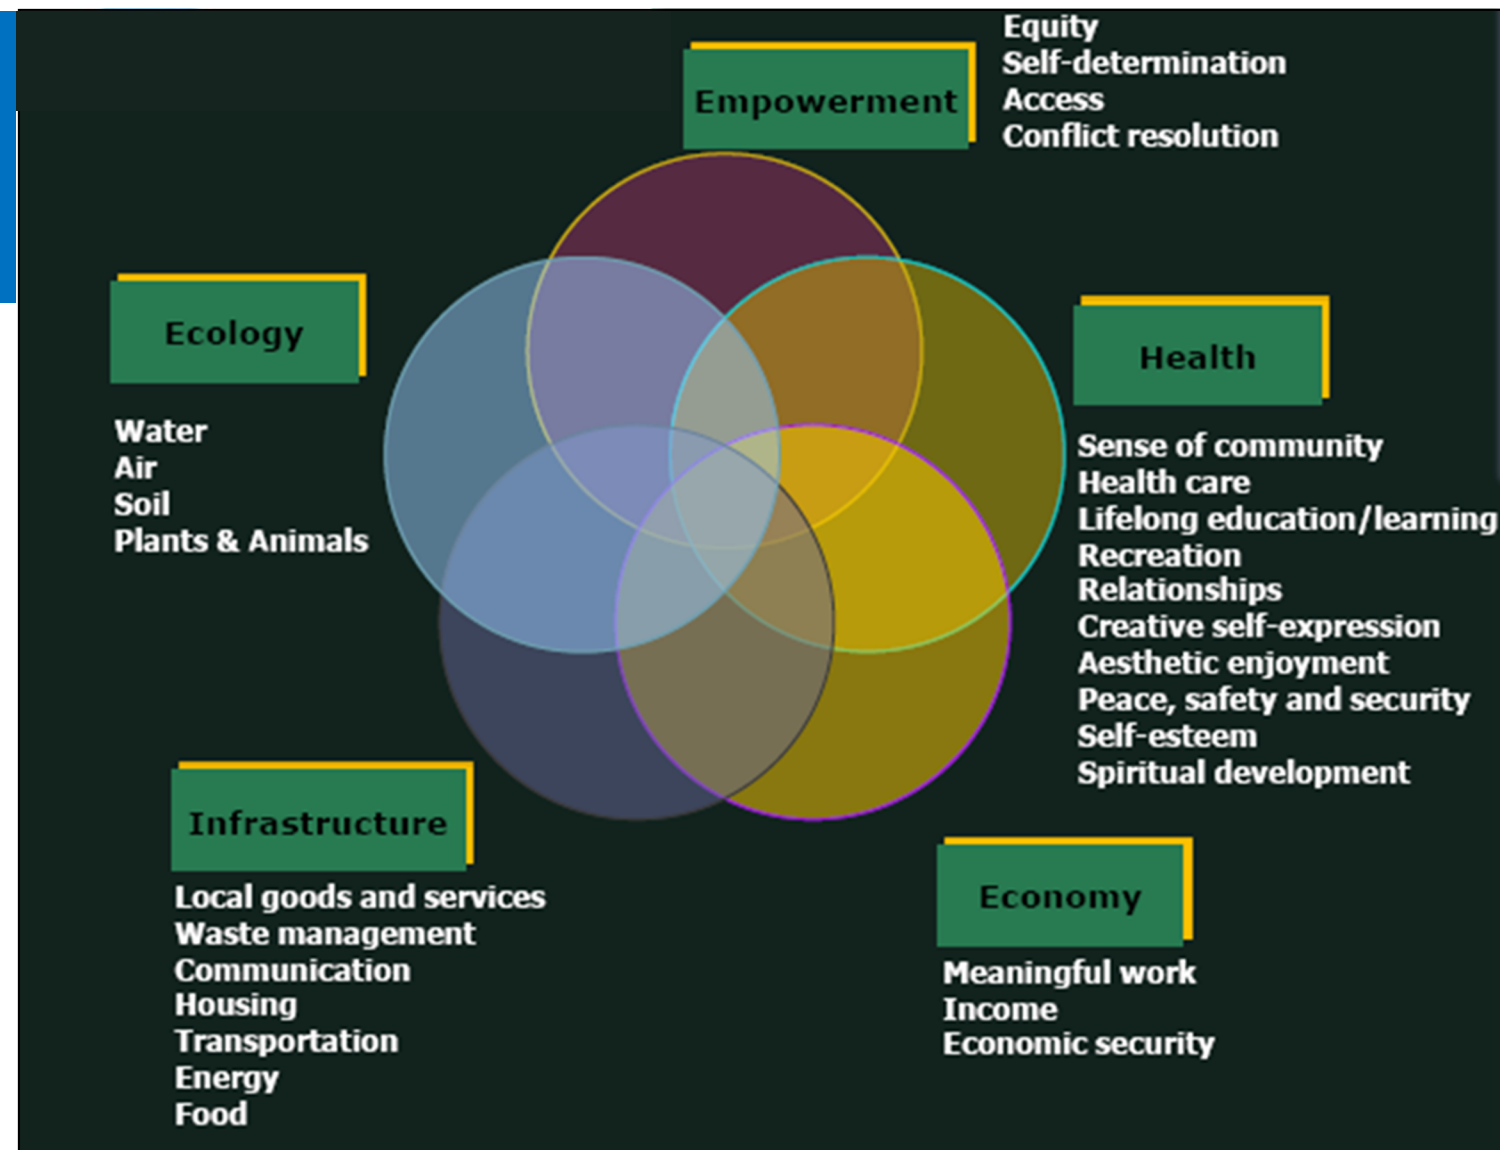 Empowerment
Equity
Self-determination
Access
Conflict resolution
Ecology
Water
Air
Soil
Plants & Animals
Health
Sense of community
Health care
Lifelong education/learning
Recreation
Relationships
Creative self-expression
Aesthetic enjoyment
Peace, safety and security
Self-esteem
Spiritual development
Infrastructure
Local goods and services
Waste management
Communication
Housing
Transportation
Energy
Food
Economy
Meaningful work
Income
Economic security